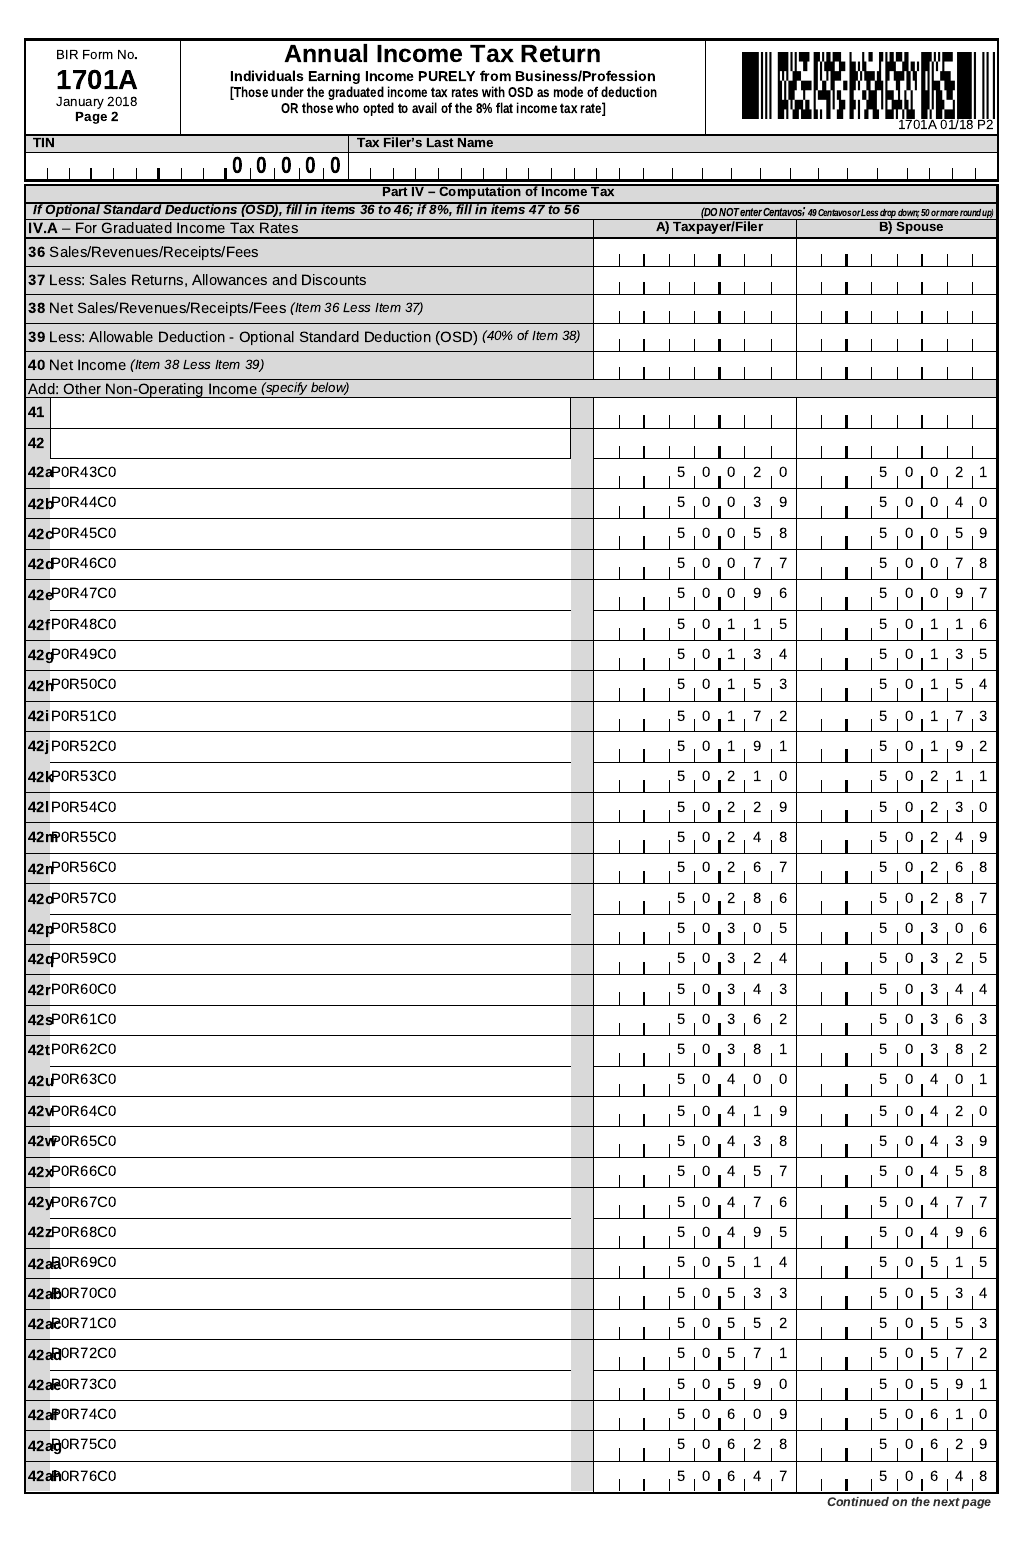 BIR Form No.
1701A
January 2018
Page 2
Annual Income Tax Return
Individuals Earning Income PURELY from Business/Profession
[Those under the graduated income tax rates with OSD as mode of deduction
OR those who opted to avail of the 8% flat income tax rate]
1701A 01/18 P2
TIN Tax Filer's Last Name
0 0 0 0 0
Part IV – Computation of Income Tax
If Optional Standard Deductions (OSD), fill in items 36 to 46; if 8%, fill in items 47 to 56 (DO NOT enter Centavos; 49 Centavos or Less drop down; 50 or more round up)
IV.A – For Graduated Income Tax Rates A) Taxpayer/Filer B) Spouse
36 Sales/Revenues/Receipts/Fees
37 Less: Sales Returns, Allowances and Discounts
38 Net Sales/Revenues/Receipts/Fees (Item 36 Less Item 37)
39 Less: Allowable Deduction - Optional Standard Deduction (OSD) (40% of Item 38)
40 Net Income (Item 38 Less Item 39)
Add: Other Non-Operating Income (specify below)
41
42
42a P0R43C0 5 0 0 2 0 5 0 0 2 1
42b P0R44C0 5 0 0 3 9 5 0 0 4 0
42c P0R45C0 5 0 0 5 8 5 0 0 5 9
42d P0R46C0 5 0 0 7 7 5 0 0 7 8
42e P0R47C0 5 0 0 9 6 5 0 0 9 7
42f P0R48C0 5 0 1 1 5 5 0 1 1 6
42g P0R49C0 5 0 1 3 4 5 0 1 3 5
42h P0R50C0 5 0 1 5 3 5 0 1 5 4
42i P0R51C0 5 0 1 7 2 5 0 1 7 3
42j P0R52C0 5 0 1 9 1 5 0 1 9 2
42k P0R53C0 5 0 2 1 0 5 0 2 1 1
42l P0R54C0 5 0 2 2 9 5 0 2 3 0
42m P0R55C0 5 0 2 4 8 5 0 2 4 9
42n P0R56C0 5 0 2 6 7 5 0 2 6 8
42o P0R57C0 5 0 2 8 6 5 0 2 8 7
42p P0R58C0 5 0 3 0 5 5 0 3 0 6
42q P0R59C0 5 0 3 2 4 5 0 3 2 5
42r P0R60C0 5 0 3 4 3 5 0 3 4 4
42s P0R61C0 5 0 3 6 2 5 0 3 6 3
42t P0R62C0 5 0 3 8 1 5 0 3 8 2
42u P0R63C0 5 0 4 0 0 5 0 4 0 1
42v P0R64C0 5 0 4 1 9 5 0 4 2 0
42w P0R65C0 5 0 4 3 8 5 0 4 3 9
42x P0R66C0 5 0 4 5 7 5 0 4 5 8
42y P0R67C0 5 0 4 7 6 5 0 4 7 7
42z P0R68C0 5 0 4 9 5 5 0 4 9 6
42aa P0R69C0 5 0 5 1 4 5 0 5 1 5
42ab P0R70C0 5 0 5 3 3 5 0 5 3 4
42ac P0R71C0 5 0 5 5 2 5 0 5 5 3
42ad P0R72C0 5 0 5 7 1 5 0 5 7 2
42ae P0R73C0 5 0 5 9 0 5 0 5 9 1
42af P0R74C0 5 0 6 0 9 5 0 6 1 0
42ag P0R75C0 5 0 6 2 8 5 0 6 2 9
42ah P0R76C0 5 0 6 4 7 5 0 6 4 8
Continued on the next page